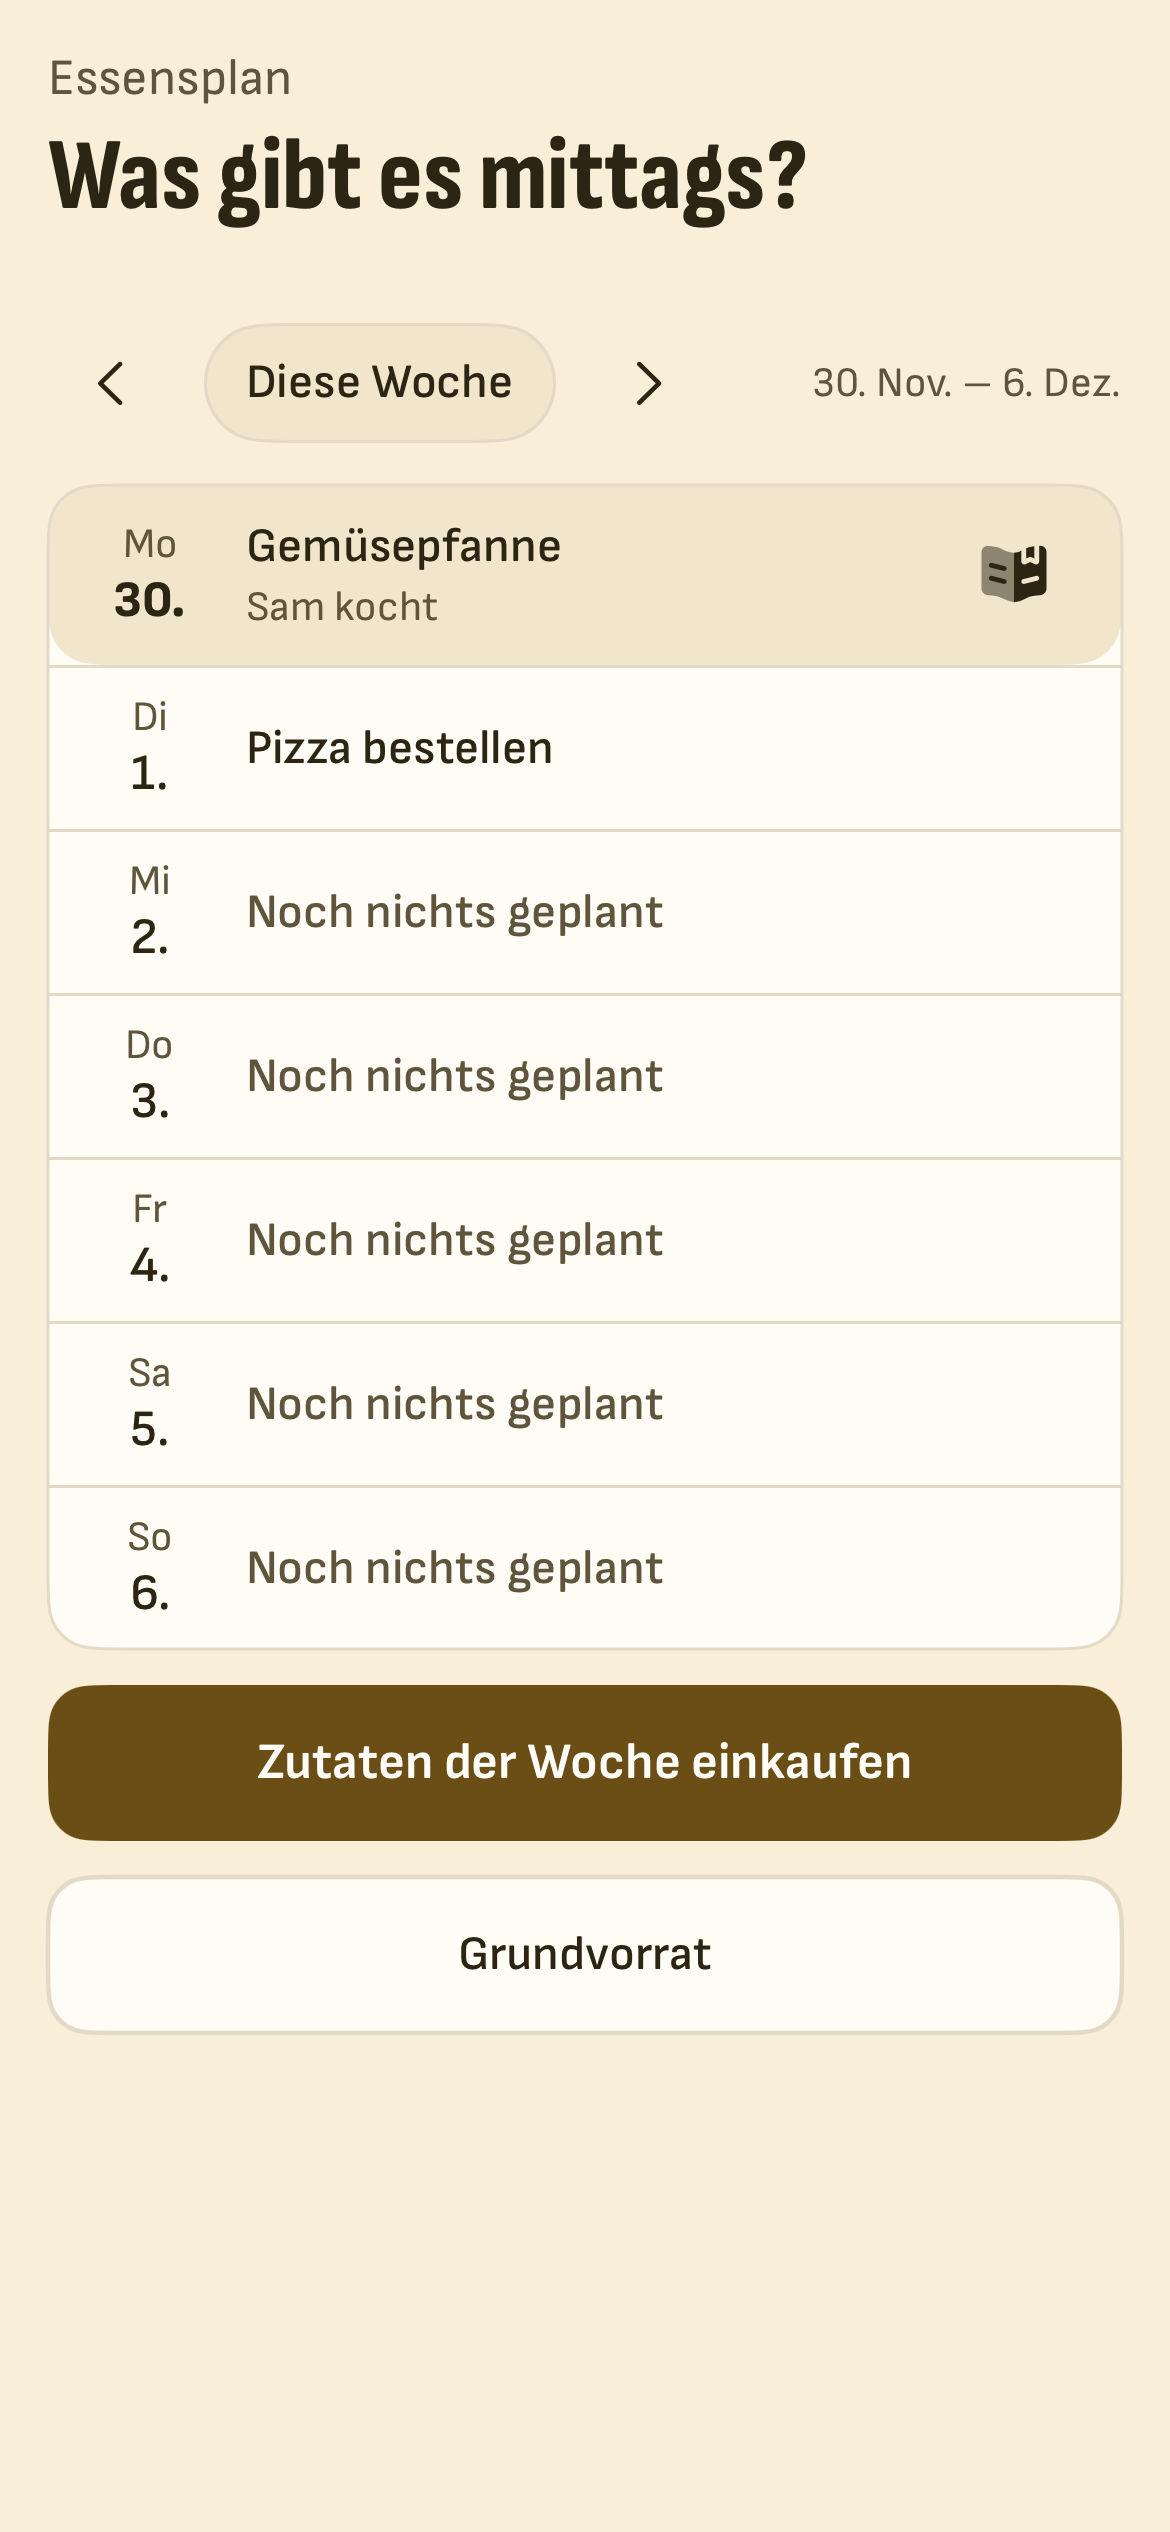 Essensplan
Was gibt es mittags?
Diese Woche
30. Nov. – 6. Dez.
Mo
30.
Gemüsepfanne
Sam kocht
Di
1.
Pizza bestellen
Mi
2.
Noch nichts geplant
Do
3.
Noch nichts geplant
Fr
4.
Noch nichts geplant
Sa
5.
Noch nichts geplant
So
6.
Noch nichts geplant
Zutaten der Woche einkaufen
Grundvorrat